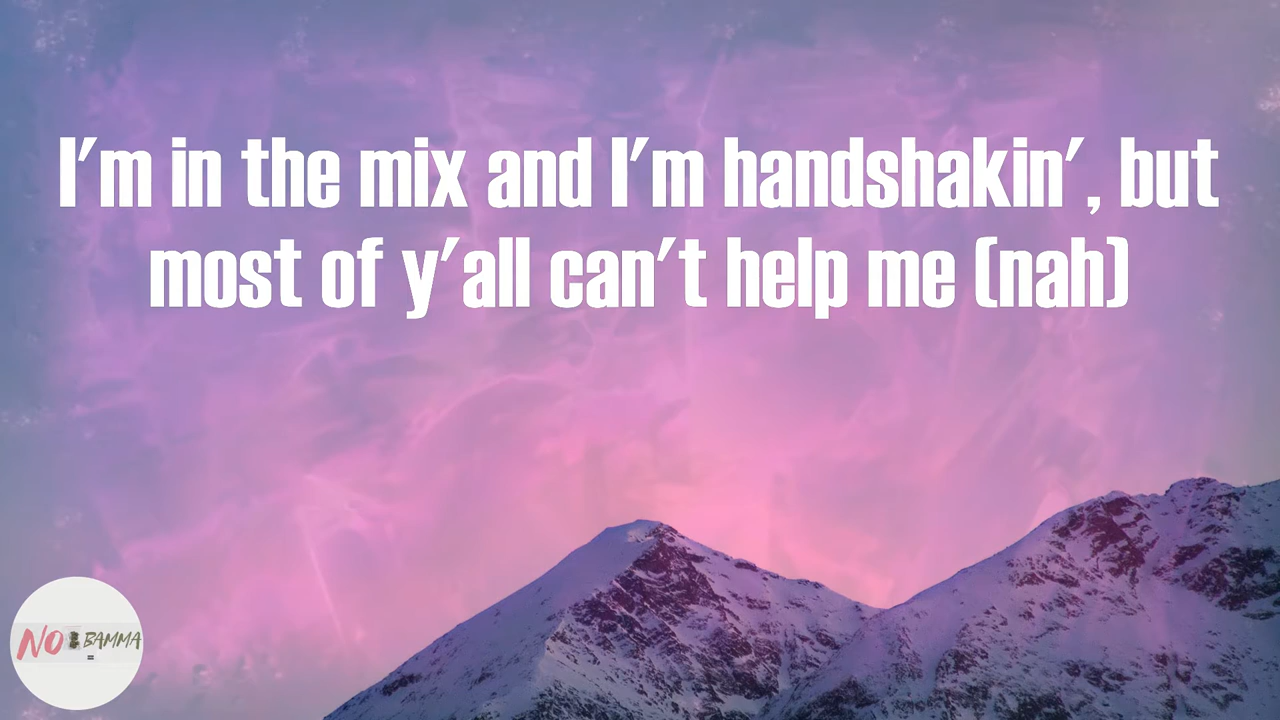 I'm in the mix and I'm handshakin', but
most of y'all can't help me (nah)
NO BAMMA